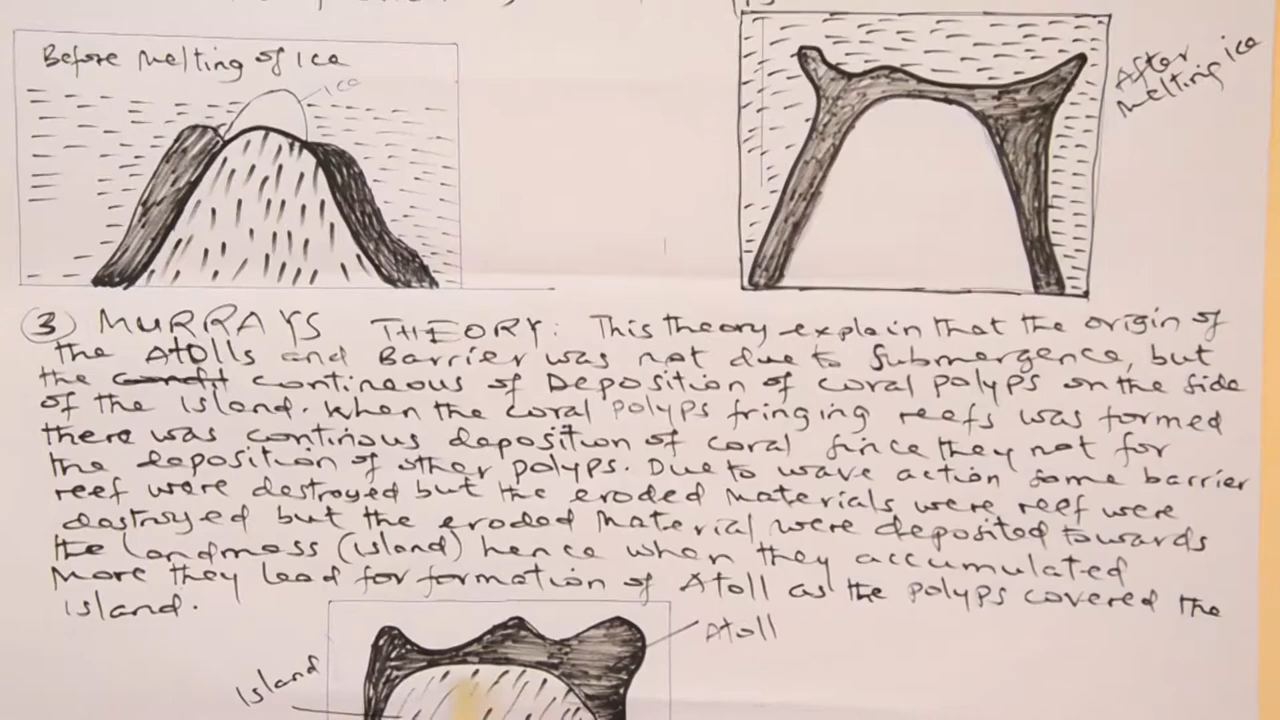 Before Melting of Ice
Ice
After
melting ice
3 MURRAYS THEORY: This theory explain that the origin of
the Atolls and Barrier was not due to Submergence, but
the contineous of Deposition of coral polyps on the side
of the Island. When the coral polyps fringing reefs was formed
there was continous deposition of coral since they not for
the deposition of other polyps. Due to wave action some barrier
reef were destroyed but the eroded materials were reef were
destroyed but the eroded material were deposited towards
the landmass (island) hence when they accumulated
More they lead for formation of Atoll as the polyps covered the
island.
Atoll
Island